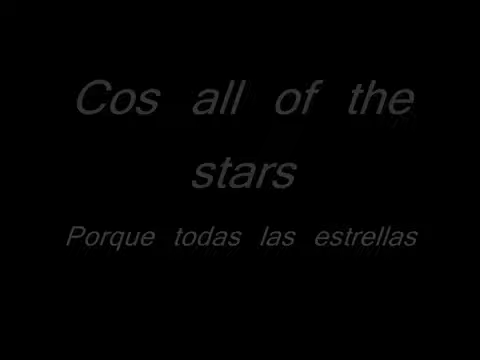 Cos all of the
stars
Porque todas las estrellas